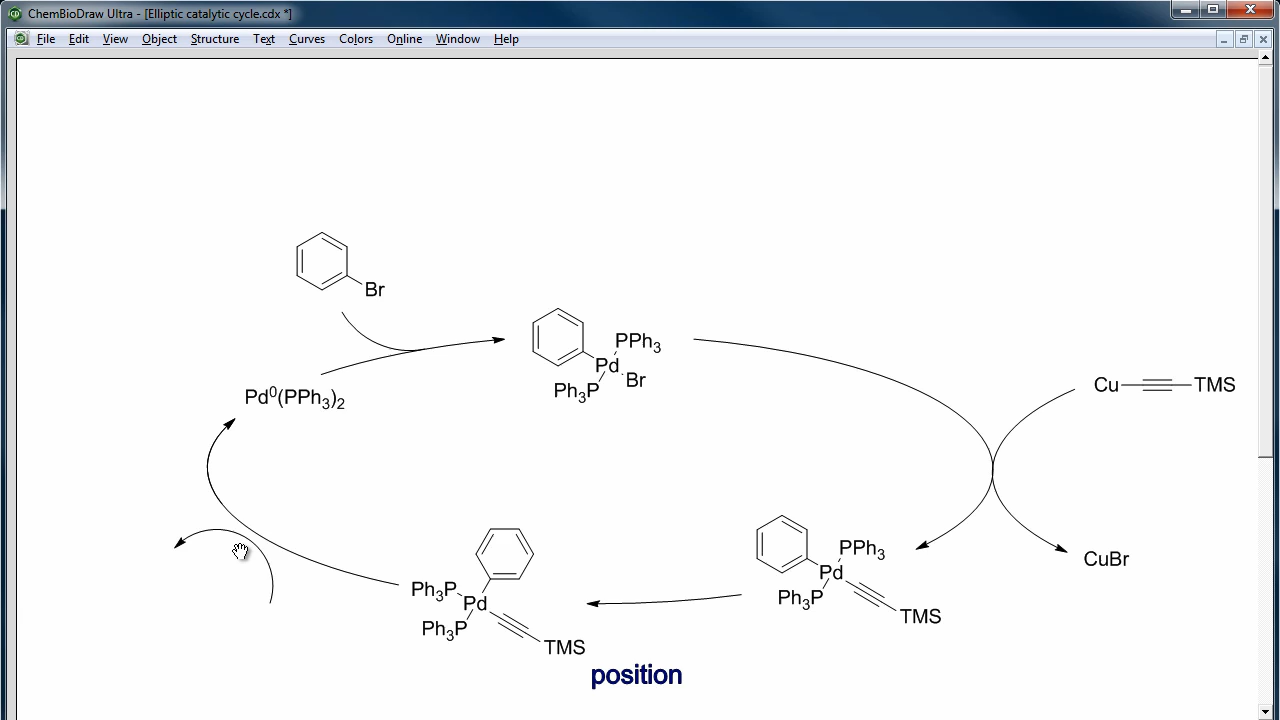 ChemBioDraw Ultra - [Elliptic catalytic cycle.cdx *]
File Edit View Object Structure Text Curves Colors Online Window Help
Br
PPh3
Pd
Br
Ph3P
Pd0(PPh3)2
Cu TMS
PPh3
Pd
Ph3P
TMS
CuBr
Ph3P
Pd
Ph3P
TMS
position